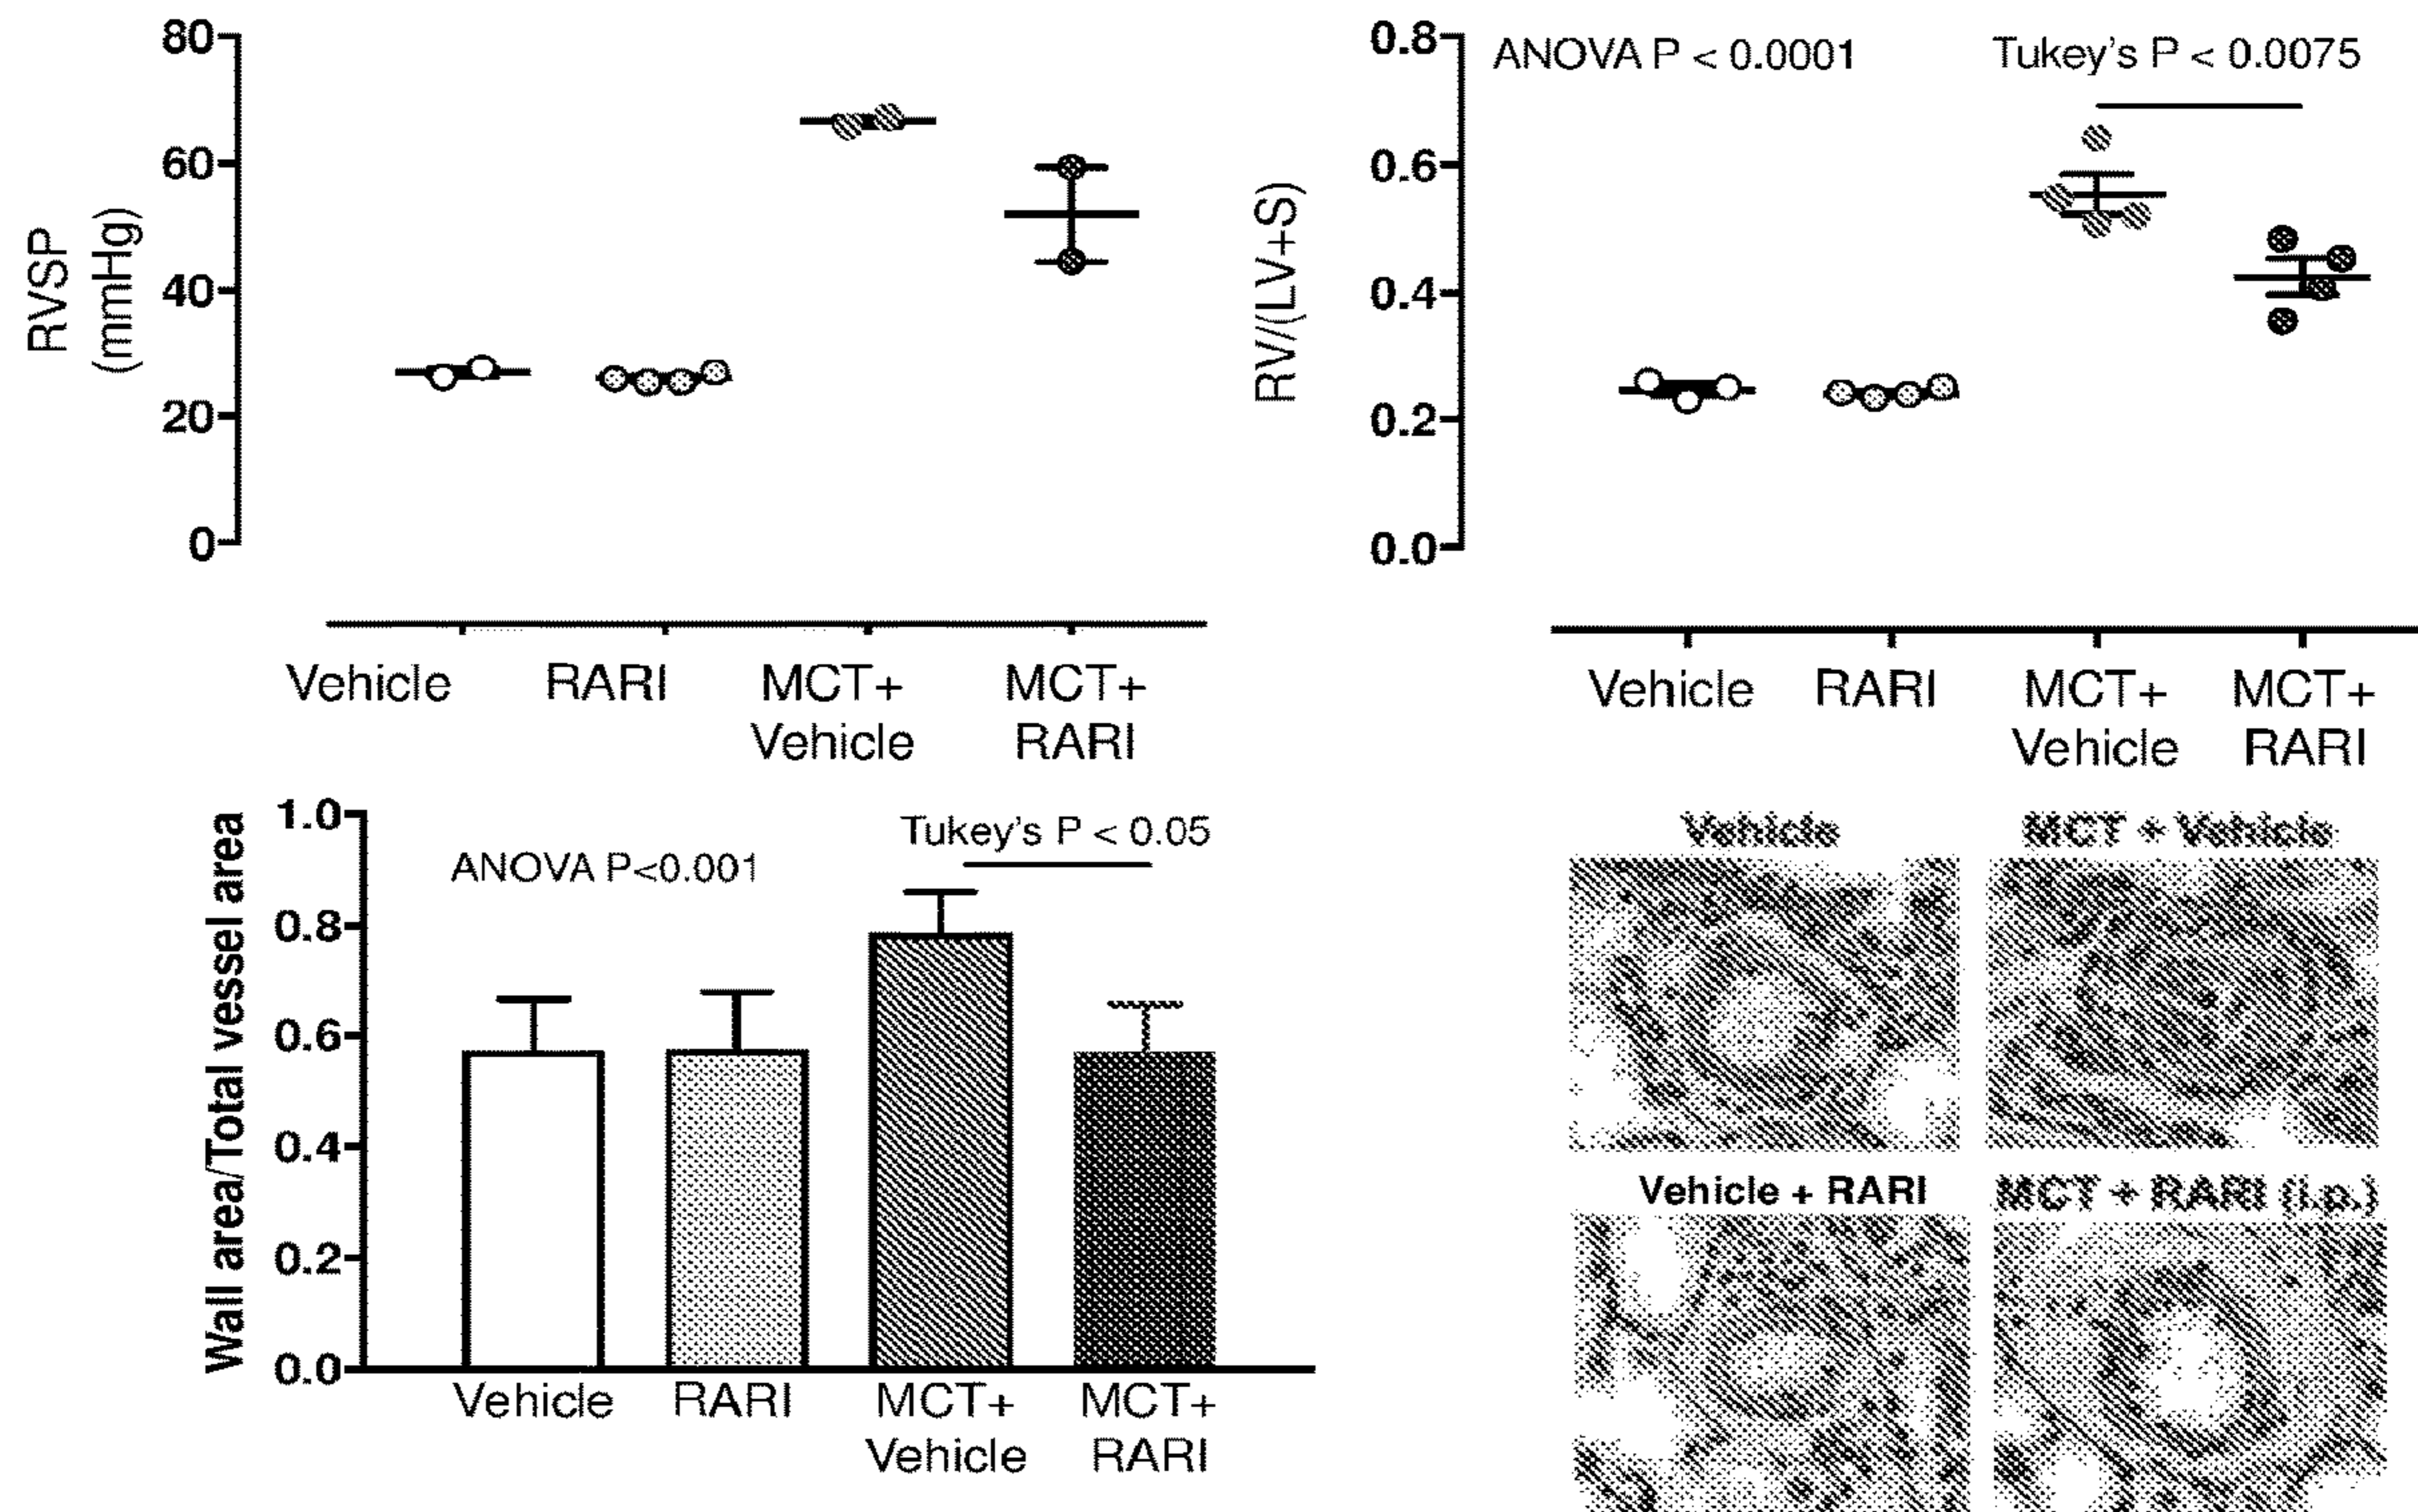 80
60
40
20
0
RVSP
(mmHg)
Vehicle
RARI
MCT+
Vehicle
MCT+
RARI
0.8
0.6
0.4
0.2
0.0
RV/(LV+S)
ANOVA P < 0.0001
Tukey's P < 0.0075
Vehicle
RARI
MCT+
Vehicle
MCT+
RARI
1.0
0.8
0.6
0.4
0.2
0.0
Wall area/Total vessel area
ANOVA P<0.001
Tukey's P < 0.05
Vehicle
RARI
MCT+
Vehicle
MCT+
RARI
Vehicle
MCT + Vehicle
Vehicle + RARI
MCT + RARI (i.p.)